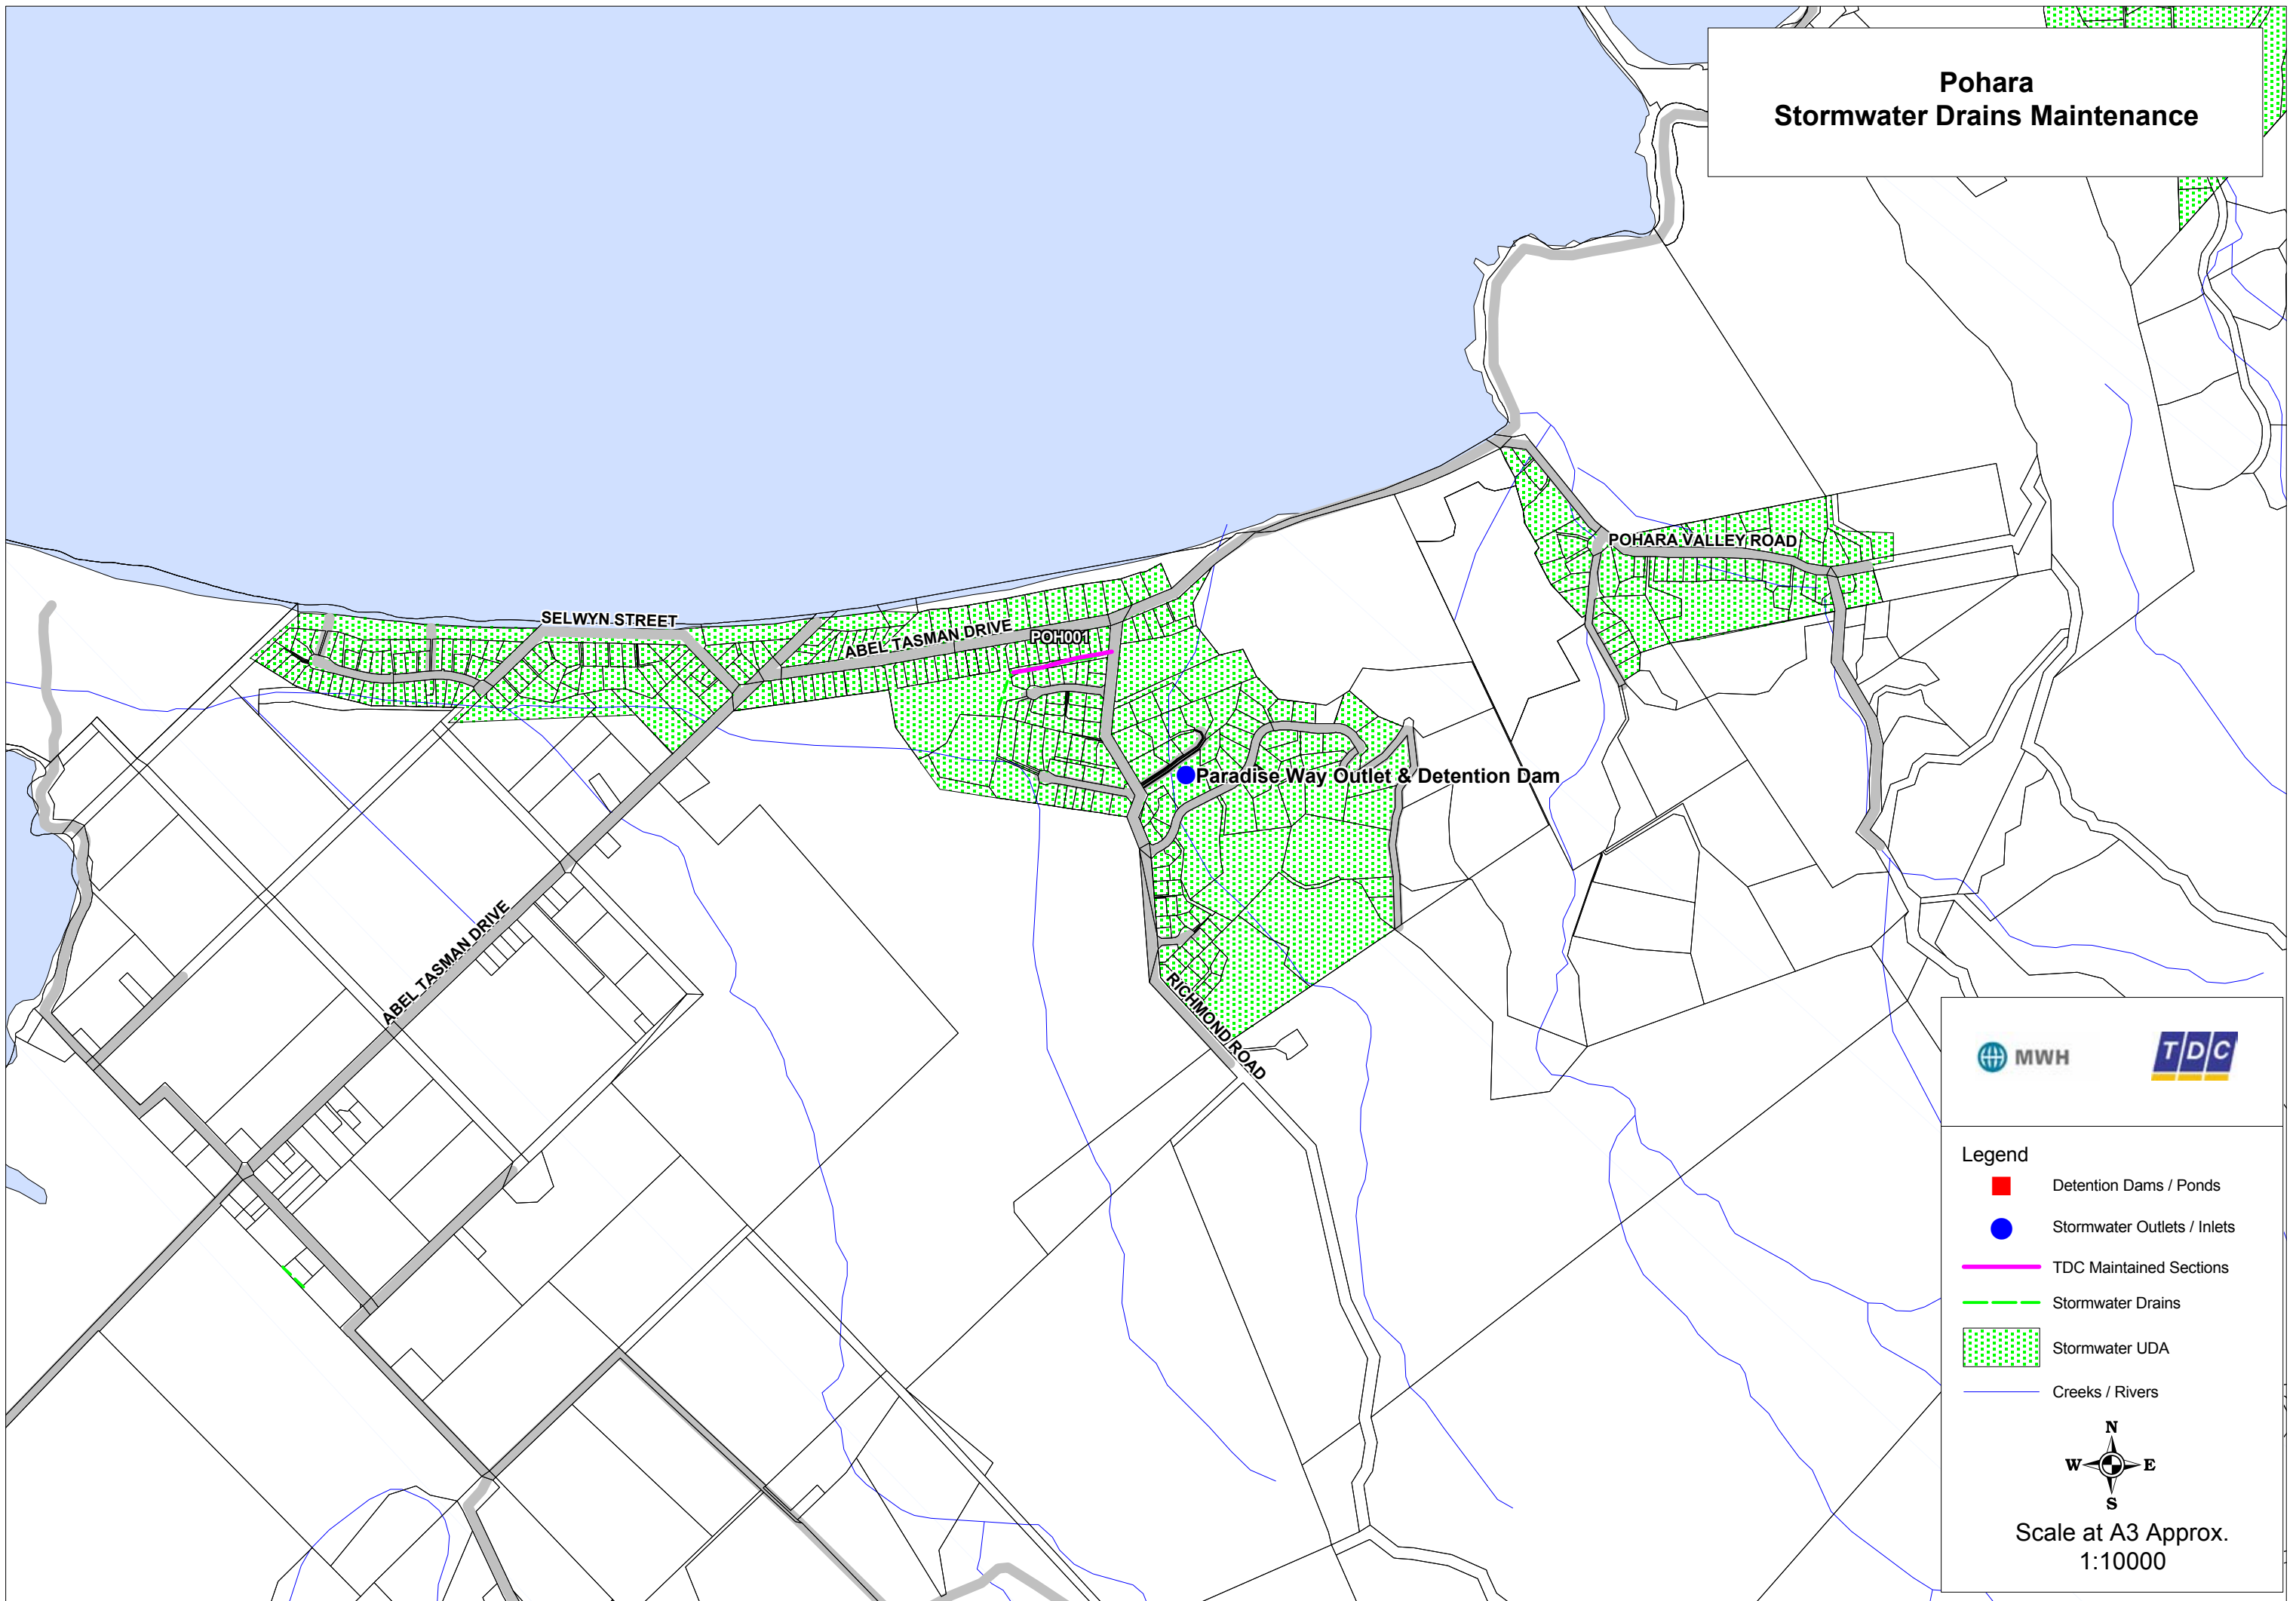 Pohara
Stormwater Drains Maintenance
SELWYN STREET
ABEL TASMAN DRIVE
POH001
POHARA VALLEY ROAD
Paradise Way Outlet & Detention Dam
ABEL TASMAN DRIVE
RICHMOND ROAD
MWH
TDC
Legend
Detention Dams / Ponds
Stormwater Outlets / Inlets
TDC Maintained Sections
Stormwater Drains
Stormwater UDA
Creeks / Rivers
N
W E
S
Scale at A3 Approx.
1:10000